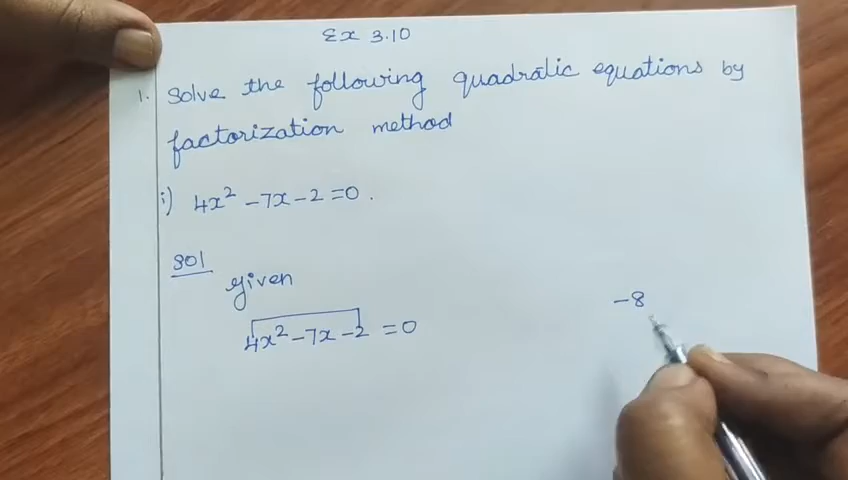 Ex 3.10
1. Solve the following quadratic equations by
factorization method
i) 4x² - 7x - 2 = 0.
Sol
given
4x² - 7x - 2 = 0
-8